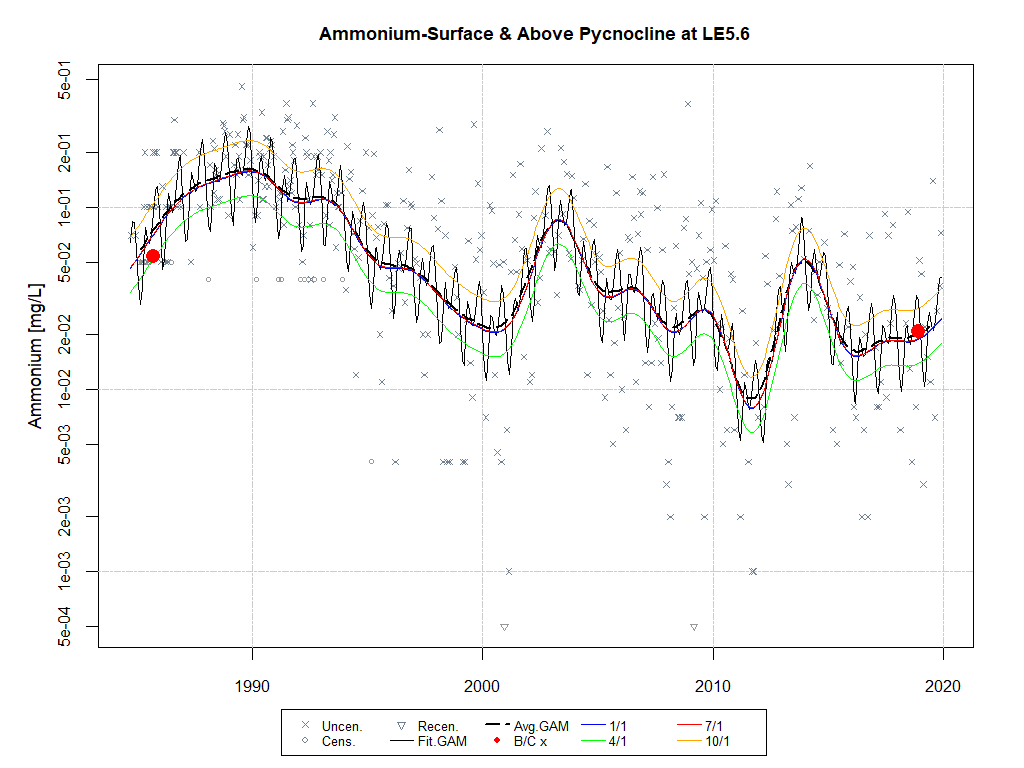 Ammonium-Surface & Above Pycnocline at LE5.6
Ammonium [mg/L]
5e-01
2e-01
1e-01
5e-02
2e-02
1e-02
5e-03
2e-03
1e-03
5e-04
1990 2000 2010 2020
Uncen. Recen. Avg.GAM 1/1 7/1
Cens. Fit.GAM B/C x 4/1 10/1